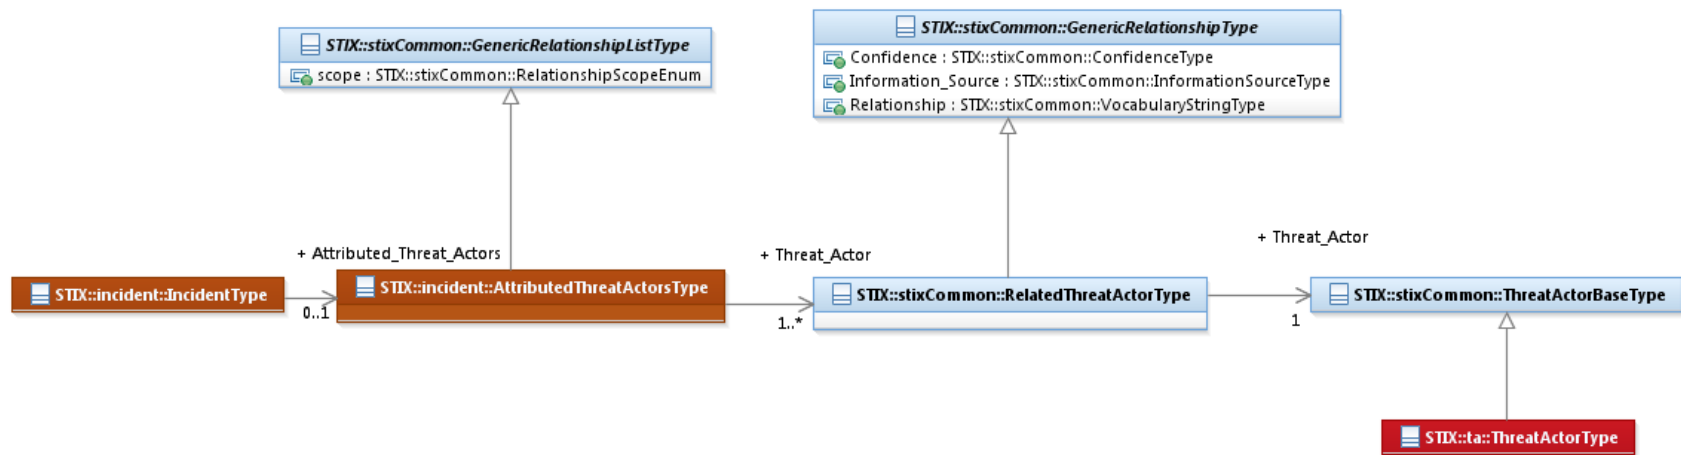 STIX::stixCommon::GenericRelationshipListType
scope : STIX::stixCommon::RelationshipScopeEnum
STIX::stixCommon::GenericRelationshipType
Confidence : STIX::stixCommon::ConfidenceType
Information_Source : STIX::stixCommon::InformationSourceType
Relationship : STIX::stixCommon::VocabularyStringType
+ Attributed_Threat_Actors
+ Threat_Actor
+ Threat_Actor
STIX::incident::IncidentType
0..1
STIX::incident::AttributedThreatActorsType
1..*
STIX::stixCommon::RelatedThreatActorType
1
STIX::stixCommon::ThreatActorBaseType
STIX::ta::ThreatActorType